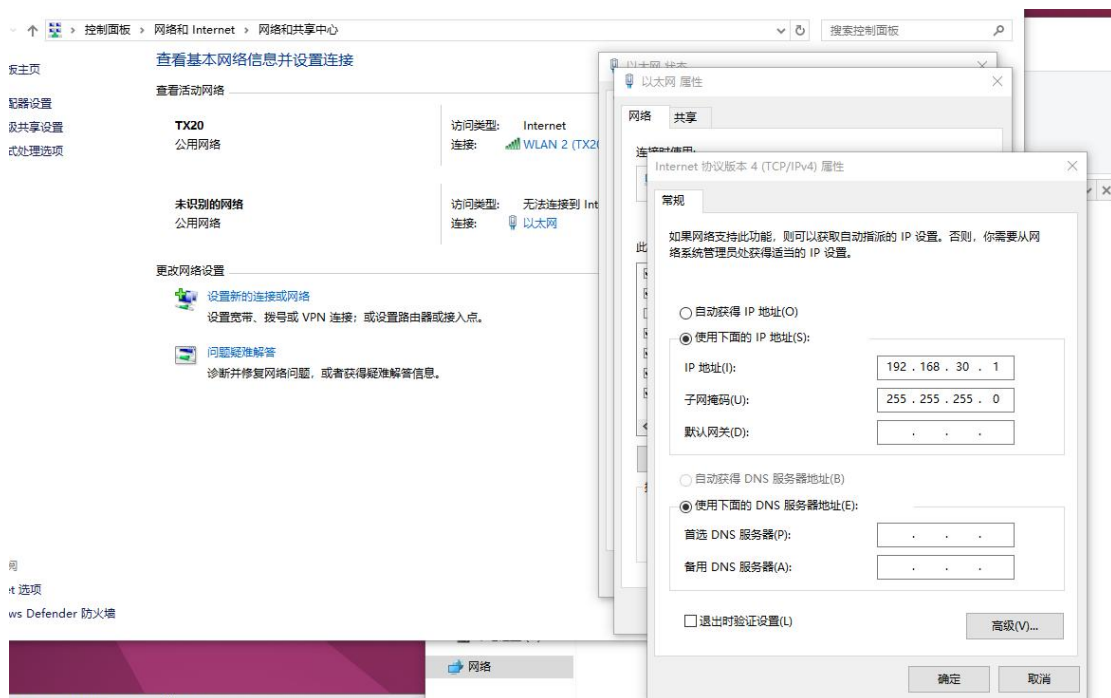 控制面板 › 网络和 Internet › 网络和共享中心
搜索控制面板
板主页
配器设置
级共享设置
式处理选项
查看基本网络信息并设置连接
查看活动网络
TX20
公用网络
访问类型: Internet
连接: WLAN 2 (TX20
未识别的网络
公用网络
访问类型: 无法连接到 Int
连接: 以太网
更改网络设置
设置新的连接或网络
设置宽带、拨号或 VPN 连接；或设置路由器或接入点。
问题疑难解答
诊断并修复网络问题，或者获得疑难解答信息。
et 选项
ws Defender 防火墙
以太网 状态
以太网 属性
网络
共享
连接时使用:
此
Internet 协议版本 4 (TCP/IPv4) 属性
常规
如果网络支持此功能，则可以获取自动指派的 IP 设置。否则，你需要从网
络系统管理员处获得适当的 IP 设置。
自动获得 IP 地址(O)
使用下面的 IP 地址(S):
IP 地址(I): 192 . 168 . 30 . 1
子网掩码(U): 255 . 255 . 255 . 0
默认网关(D): . . .
自动获得 DNS 服务器地址(B)
使用下面的 DNS 服务器地址(E):
首选 DNS 服务器(P): . . .
备用 DNS 服务器(A): . . .
退出时验证设置(L)
高级(V)...
确定
取消
网络